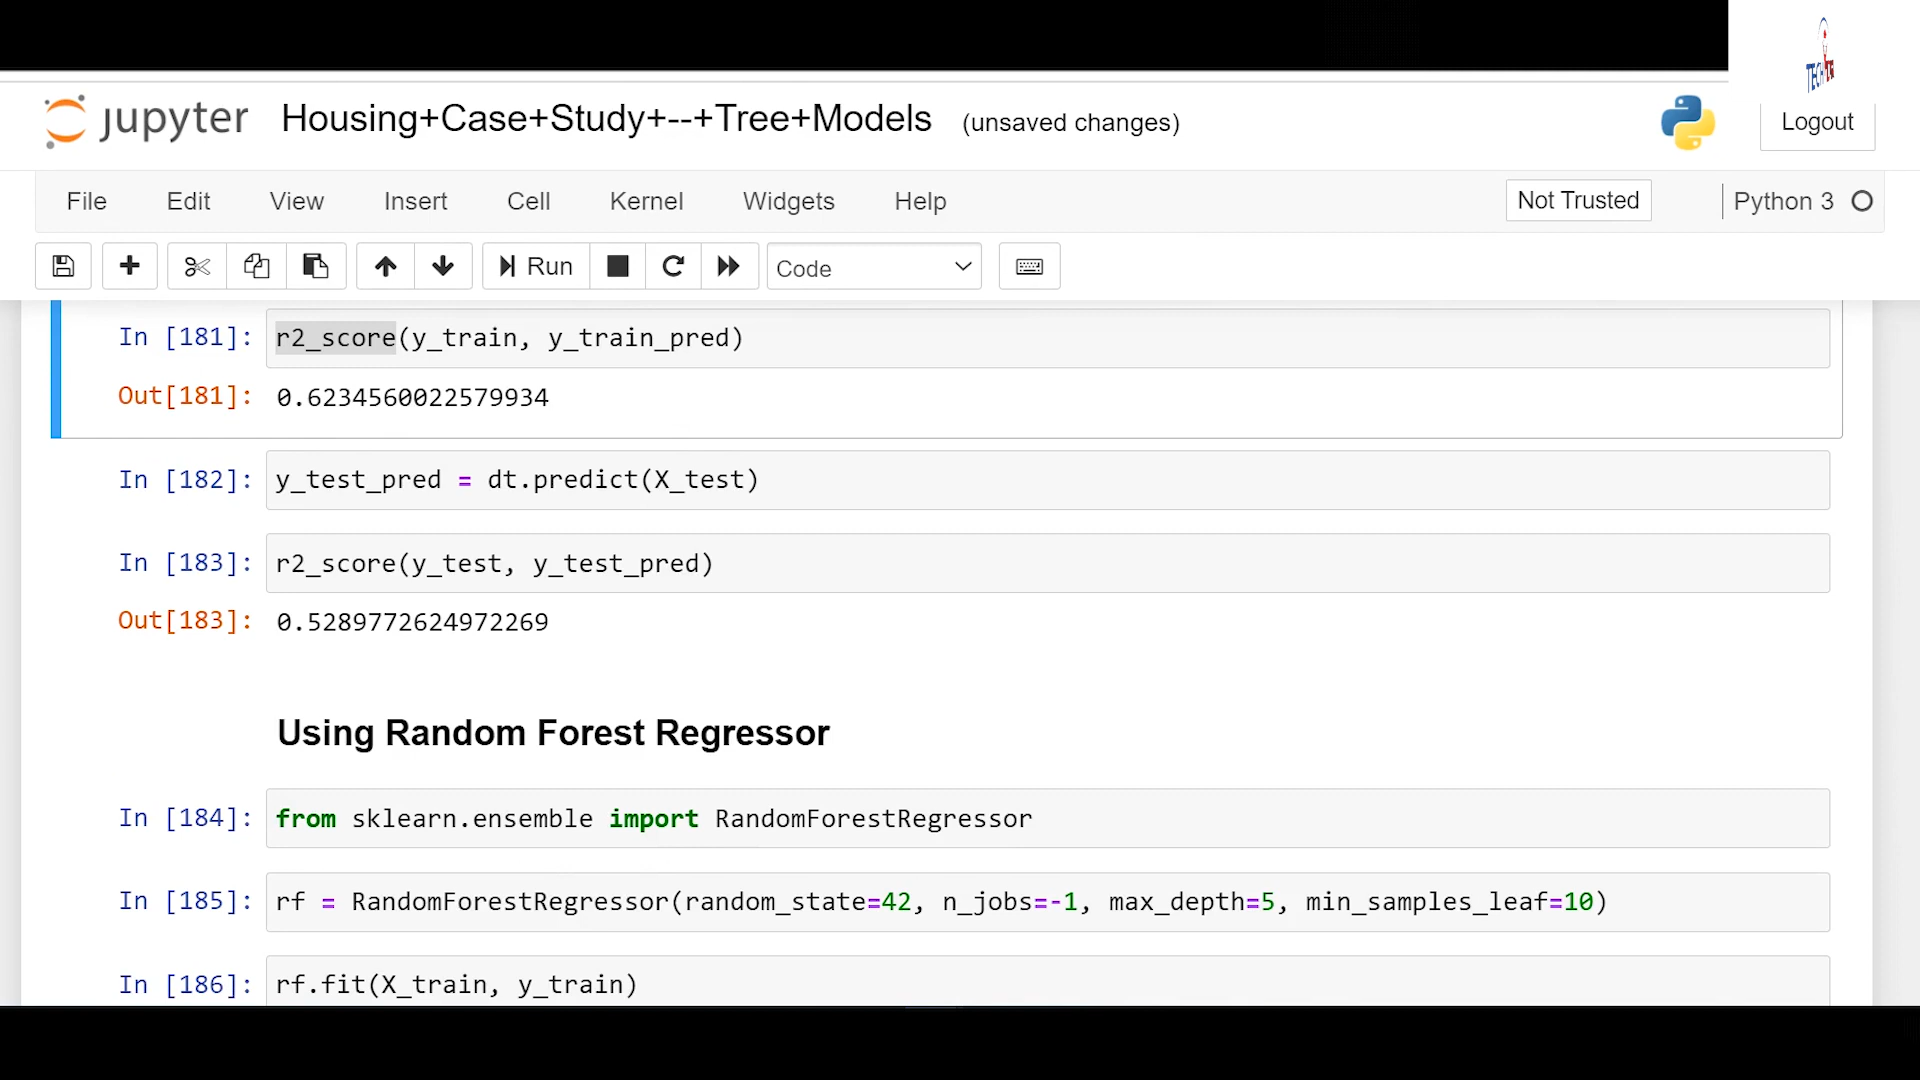 jupyter Housing+Case+Study+--+Tree+Models (unsaved changes)
Logout
File Edit View Insert Cell Kernel Widgets Help Not Trusted Python 3
Run Code
In [181]: r2_score(y_train, y_train_pred)
Out[181]: 0.6234560022579934
In [182]: y_test_pred = dt.predict(X_test)
In [183]: r2_score(y_test, y_test_pred)
Out[183]: 0.5289772624972269
Using Random Forest Regressor
In [184]: from sklearn.ensemble import RandomForestRegressor
In [185]: rf = RandomForestRegressor(random_state=42, n_jobs=-1, max_depth=5, min_samples_leaf=10)
In [186]: rf.fit(X_train, y_train)